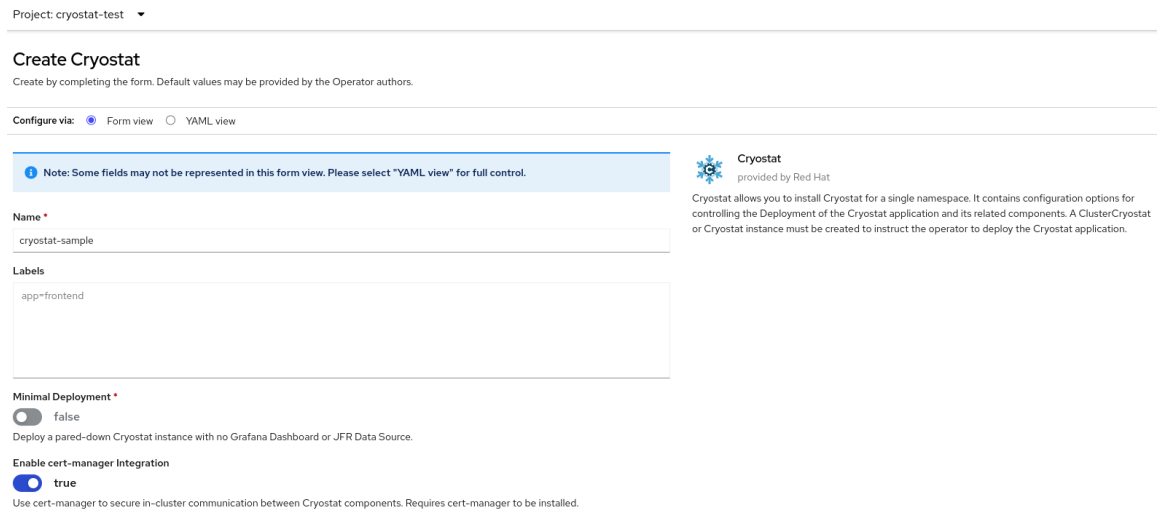 Project: cryostat-test
Create Cryostat
Create by completing the form. Default values may be provided by the Operator authors.
Configure via: Form view YAML view
Note: Some fields may not be represented in this form view. Please select "YAML view" for full control.
Name *
cryostat-sample
Labels
app=frontend
Minimal Deployment *
false
Deploy a pared-down Cryostat instance with no Grafana Dashboard or JFR Data Source.
Enable cert-manager Integration
true
Use cert-manager to secure in-cluster communication between Cryostat components. Requires cert-manager to be installed.
C
Cryostat
provided by Red Hat
Cryostat allows you to install Cryostat for a single namespace. It contains configuration options for
controlling the Deployment of the Cryostat application and its related components. A ClusterCryostat
or Cryostat instance must be created to instruct the operator to deploy the Cryostat application.